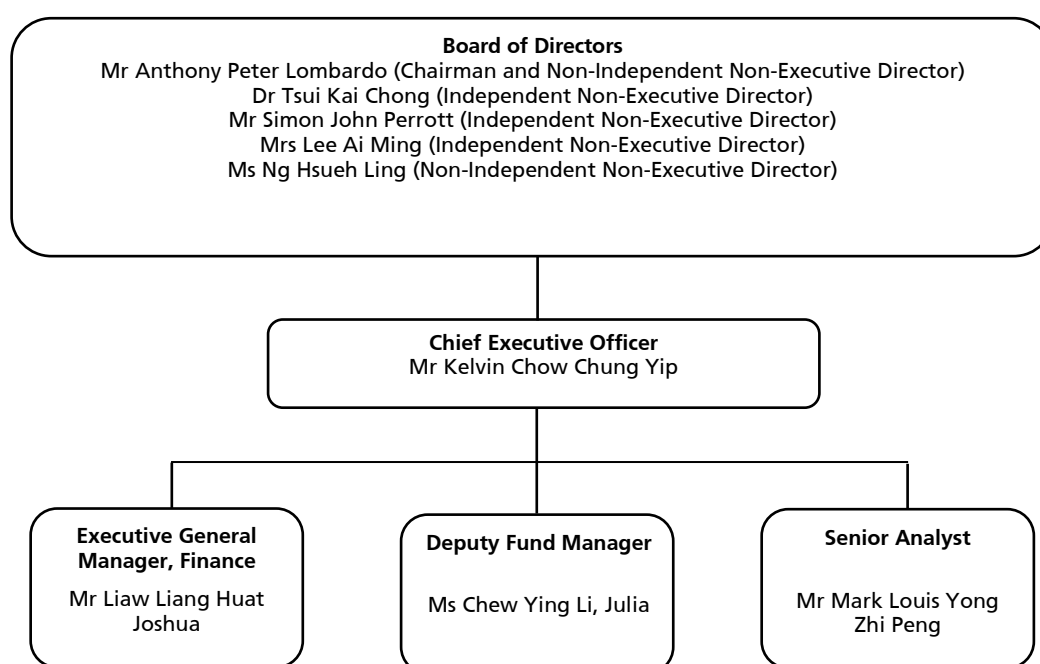 Board of Directors
Mr Anthony Peter Lombardo (Chairman and Non-Independent Non-Executive Director)
Dr Tsui Kai Chong (Independent Non-Executive Director)
Mr Simon John Perrott (Independent Non-Executive Director)
Mrs Lee Ai Ming (Independent Non-Executive Director)
Ms Ng Hsueh Ling (Non-Independent Non-Executive Director)
Chief Executive Officer
Mr Kelvin Chow Chung Yip
Executive General
Manager, Finance
Mr Liaw Liang Huat
Joshua
Deputy Fund Manager
Ms Chew Ying Li, Julia
Senior Analyst
Mr Mark Louis Yong
Zhi Peng